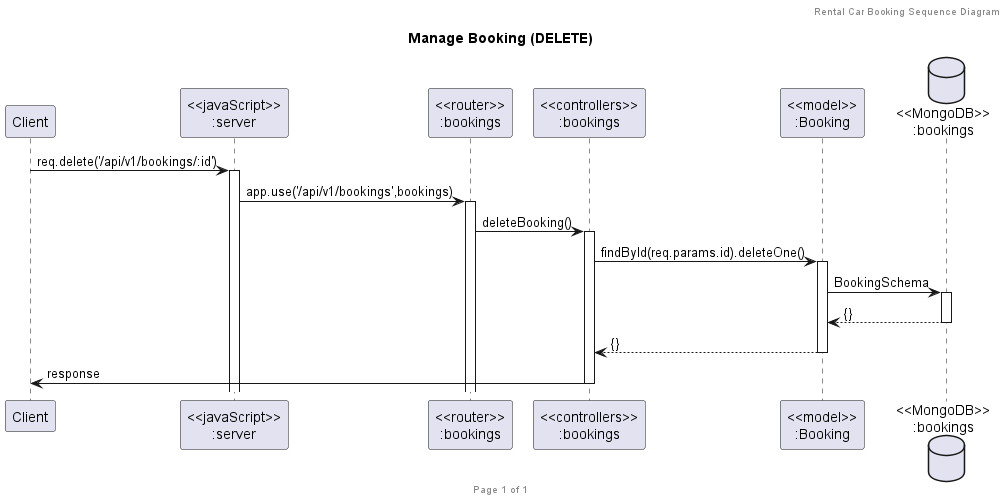 Rental Car Booking Sequence Diagram
Manage Booking (DELETE)
Client
<<javaScript>>
:server
<<router>>
:bookings
<<controllers>>
:bookings
<<model>>
:Booking
<<MongoDB>>
:bookings
req.delete('/api/v1/bookings/:id')
app.use('/api/v1/bookings',bookings)
deleteBooking()
findById(req.params.id).deleteOne()
BookingSchema
{}
{}
response
Client
<<javaScript>>
:server
<<router>>
:bookings
<<controllers>>
:bookings
<<model>>
:Booking
<<MongoDB>>
:bookings
Page 1 of 1